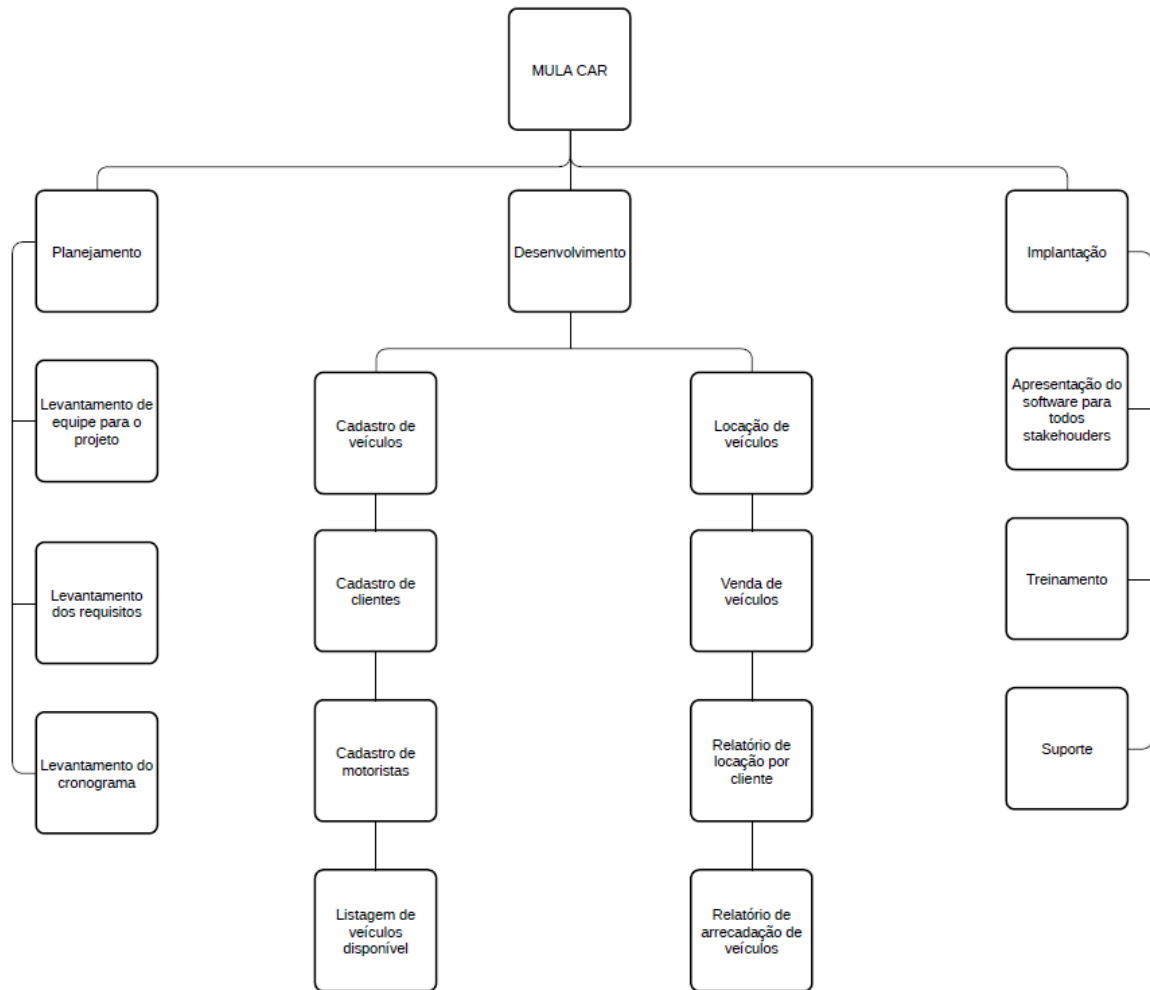 MULA CAR
Planejamento
Desenvolvimento
Implantação
Levantamento de
equipe para o
projeto
Levantamento
dos requisitos
Levantamento do
cronograma
Cadastro de
veículos
Cadastro de
clientes
Cadastro de
motoristas
Listagem de
veículos
disponível
Locação de
veículos
Venda de
veículos
Relatório de
locação por
cliente
Relatório de
arrecadação de
veículos
Apresentação do
software para
todos
stakehouders
Treinamento
Suporte